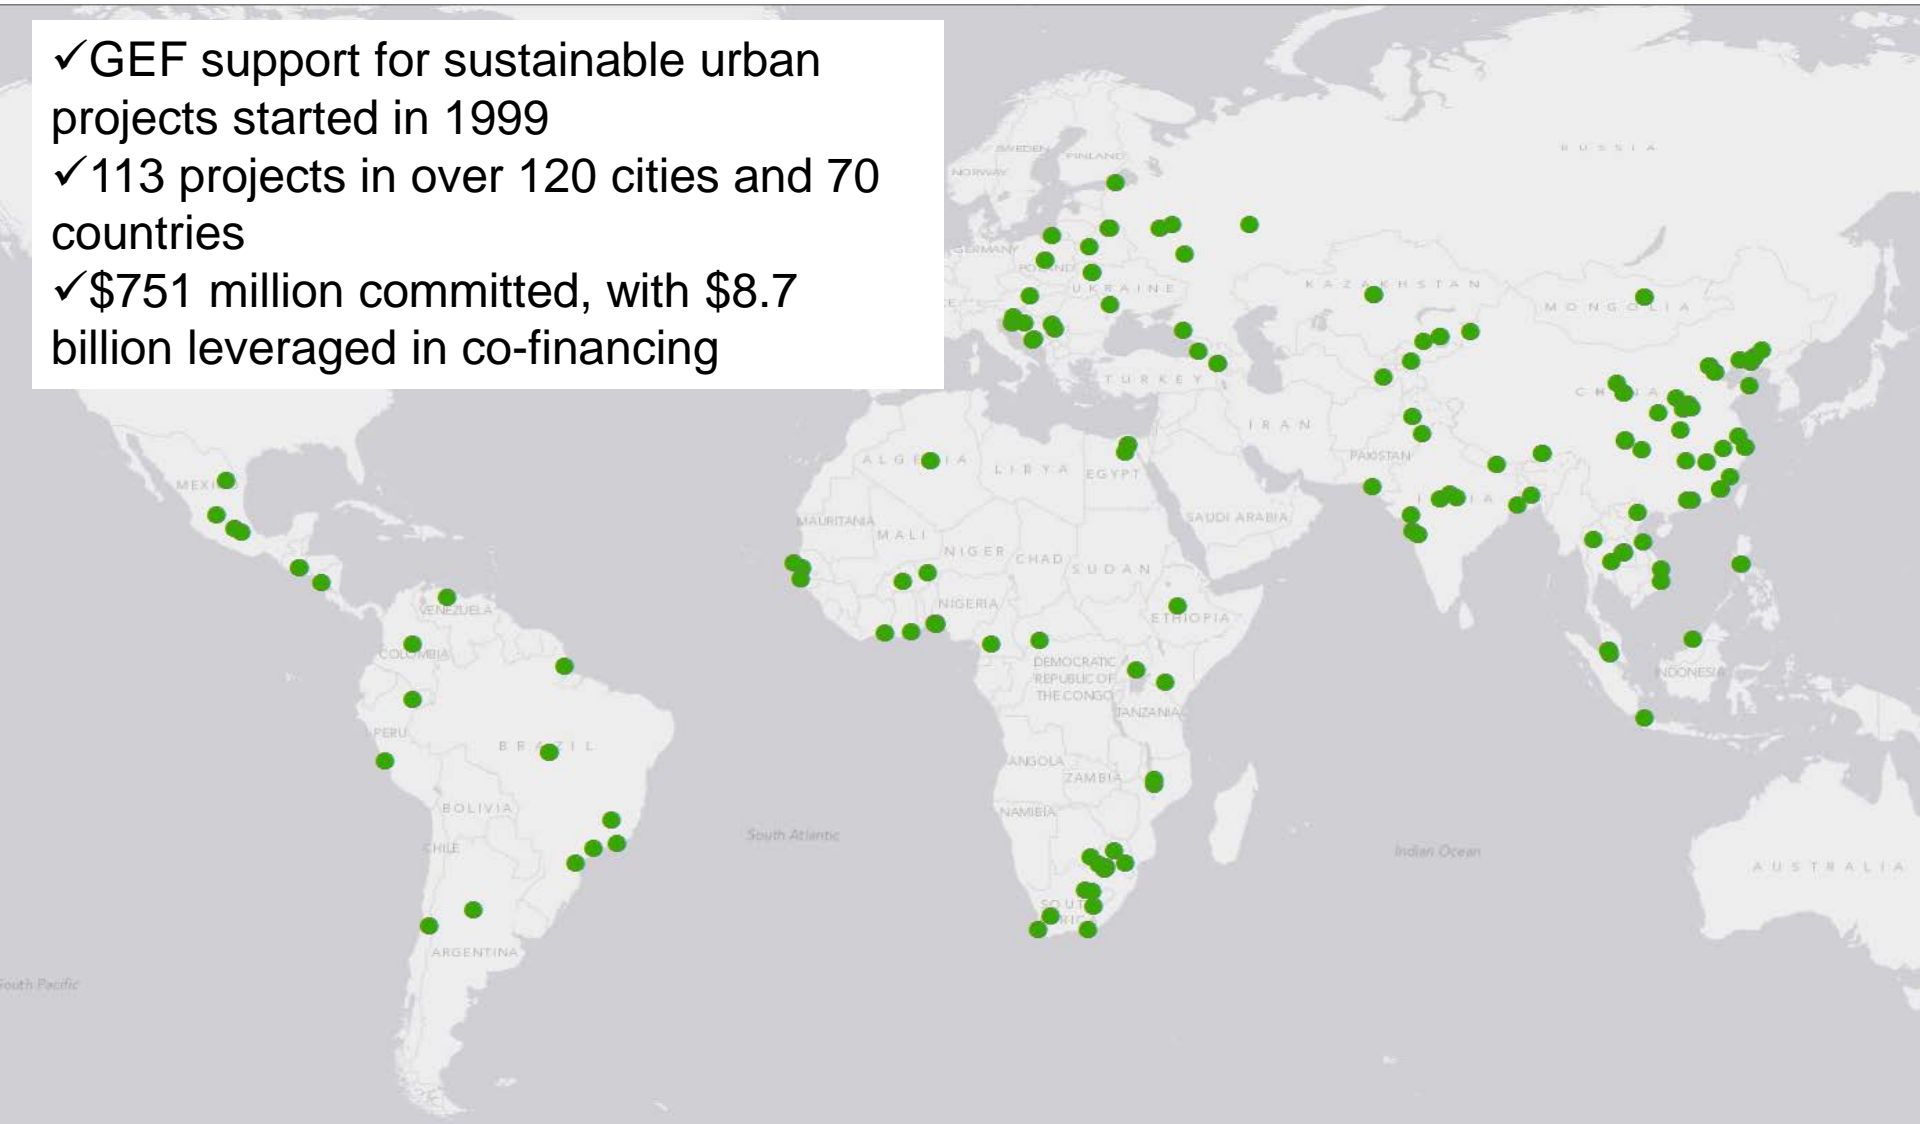 ✓GEF support for sustainable urban
projects started in 1999
✓113 projects in over 120 cities and 70
countries
✓$751 million committed, with $8.7
billion leveraged in co-financing
RUSSIA
SWEDEN
FINLAND
NORWAY
GERMANY
POLAND
UKRAINE
KAZAKHSTAN
MONGOLIA
TURKEY
CHINA
IRAN
PAKISTAN
ALGERIA
LIBYA
EGYPT
MEXI
INDIA
SAUDI ARABIA
MAURITANIA
MALI
NIGER
CHAD
SUDAN
NIGERIA
VENEZUELA
ETHIOPIA
COLOMBIA
DEMOCRATIC
REPUBLIC OF
THE CONGO
INDONESIA
TANZANIA
PERU
BRAZIL
ANGOLA
ZAMBIA
BOLIVIA
NAMIBIA
South Atlantic
CHILE
Indian Ocean
AUSTRALIA
SOUT
RICA
ARGENTINA
South Pacific